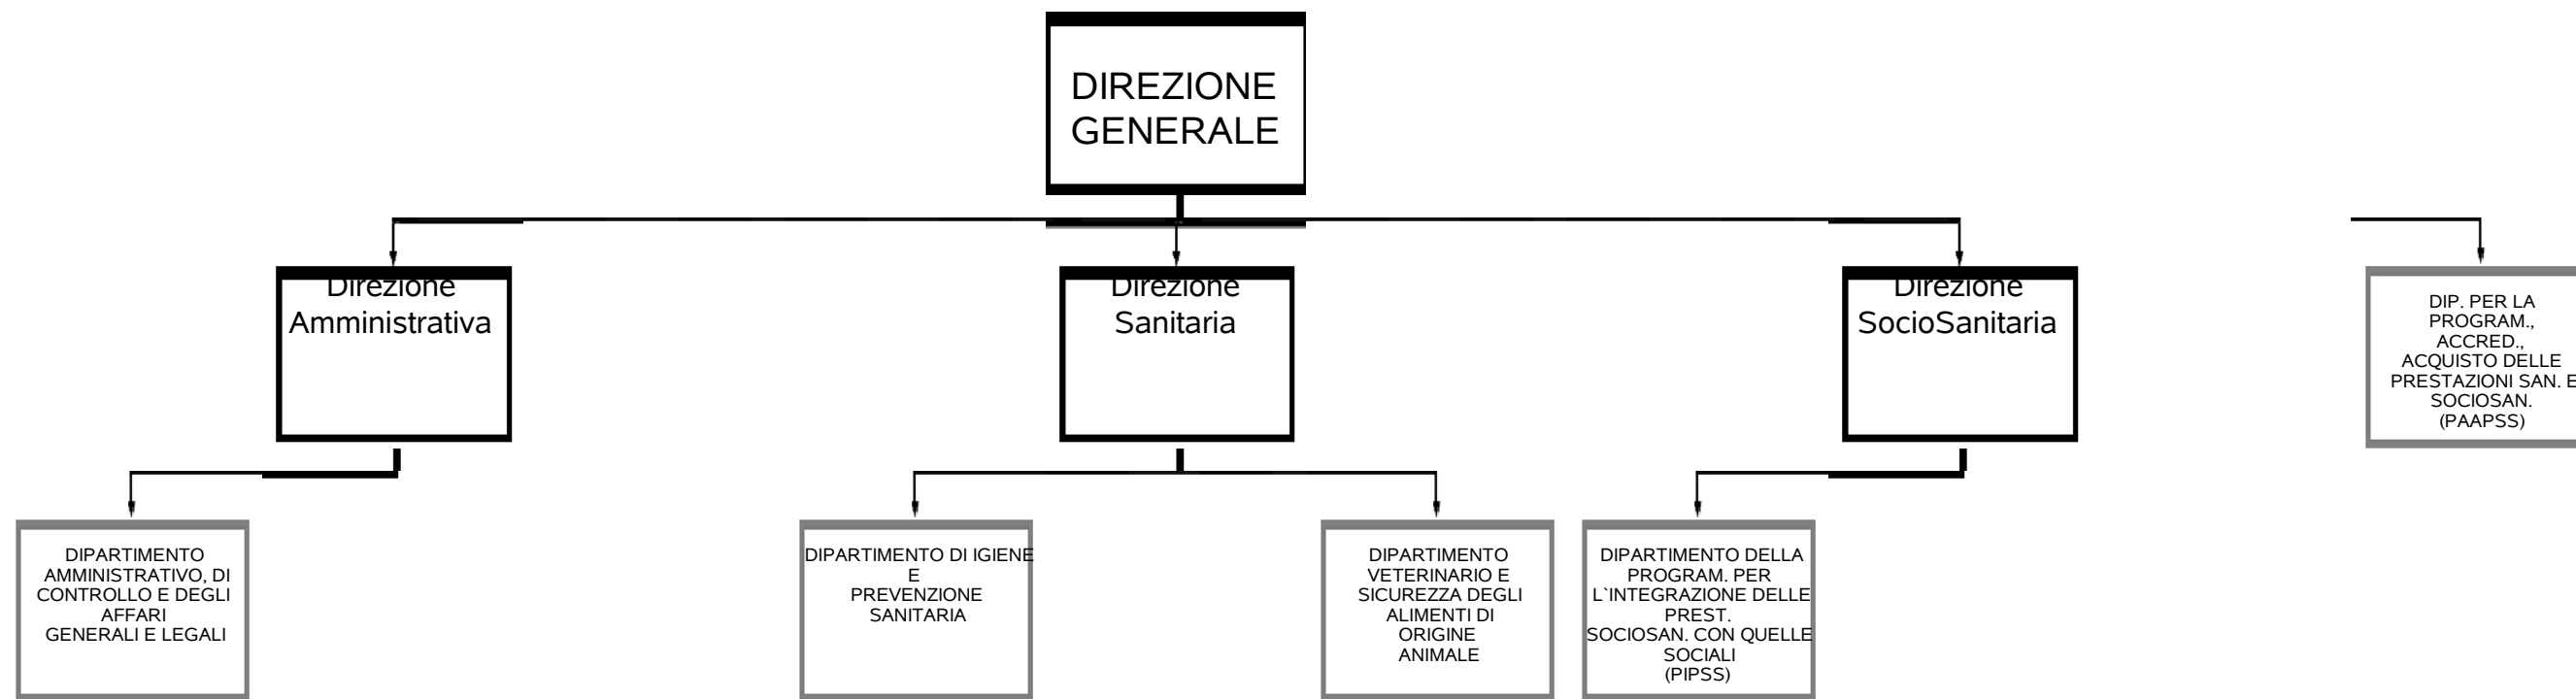 DIREZIONE
GENERALE
Direzione
Amministrativa
Direzione
Sanitaria
Direzione
SocioSanitaria
DIP. PER LA
PROGRAM.,
ACCRED.,
ACQUISTO DELLE
PRESTAZIONI SAN. E
SOCIOSAN.
(PAAPSS)
DIPARTIMENTO
AMMINISTRATIVO, DI
CONTROLLO E DEGLI
AFFARI
GENERALI E LEGALI
DIPARTIMENTO DI IGIENE
E
PREVENZIONE
SANITARIA
DIPARTIMENTO
VETERINARIO E
SICUREZZA DEGLI
ALIMENTI DI
ORIGINE
ANIMALE
DIPARTIMENTO DELLA
PROGRAM. PER
L`INTEGRAZIONE DELLE
PREST.
SOCIOSAN. CON QUELLE
SOCIALI
(PIPSS)